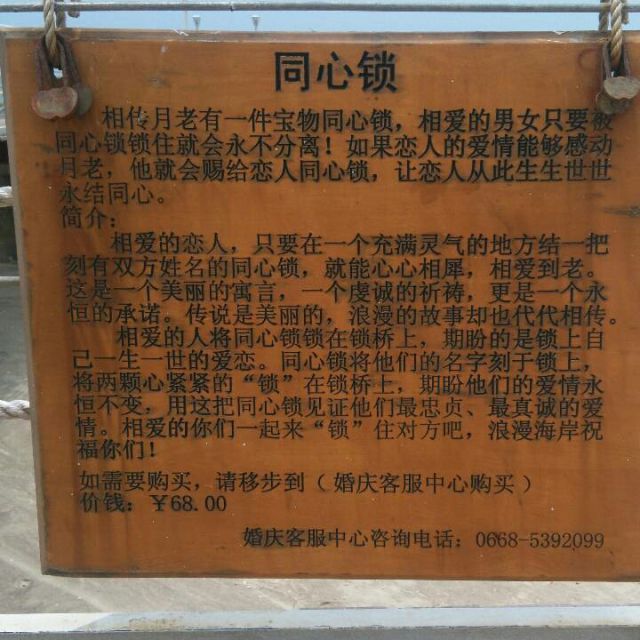 同心锁
相传月老有一件宝物同心锁，相爱的男女只要被
同心锁锁住就会永不分离！如果恋人的爱情能够感动
月老，他就会赐给恋人同心锁，让恋人从此生生世世
永结同心。
简介：
相爱的恋人，只要在一个充满灵气的地方结一把
刻有双方姓名的同心锁，就能心心相犀，相爱到老。
这是一个美丽的寓言，一个虔诚的祈祷，更是一个永
恒的承诺。传说是美丽的，浪漫的故事却也代代相传。
相爱的人将同心锁锁在锁桥上，期盼的是锁上自
己一生一世的爱恋。同心锁将他们的名字刻于锁上，
将两颗心紧紧的“锁”在锁桥上，期盼他们的爱情永
恒不变，用这把同心锁见证他们最忠贞、最真诚的爱
情。相爱的你们一起来“锁”住对方吧，浪漫海岸祝
福你们！
如需要购买，请移步到（婚庆客服中心购买）
价钱：￥68.00
婚庆客服中心咨询电话：0668-5392099